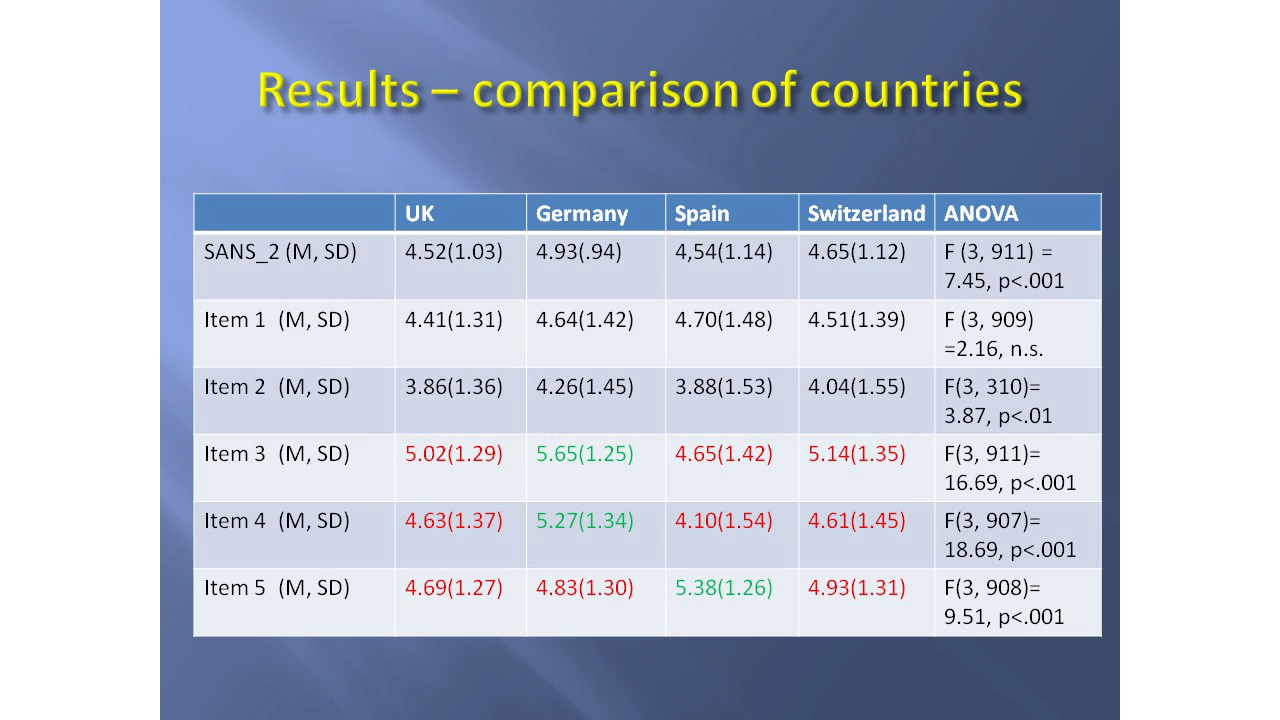 Results – comparison of countries
UK Germany Spain Switzerland ANOVA
SANS_2 (M, SD) 4.52(1.03) 4.93(.94) 4,54(1.14) 4.65(1.12) F (3, 911) =
7.45, p<.001
Item 1 (M, SD) 4.41(1.31) 4.64(1.42) 4.70(1.48) 4.51(1.39) F (3, 909)
=2.16, n.s.
Item 2 (M, SD) 3.86(1.36) 4.26(1.45) 3.88(1.53) 4.04(1.55) F(3, 310)=
3.87, p<.01
Item 3 (M, SD) 5.02(1.29) 5.65(1.25) 4.65(1.42) 5.14(1.35) F(3, 911)=
16.69, p<.001
Item 4 (M, SD) 4.63(1.37) 5.27(1.34) 4.10(1.54) 4.61(1.45) F(3, 907)=
18.69, p<.001
Item 5 (M, SD) 4.69(1.27) 4.83(1.30) 5.38(1.26) 4.93(1.31) F(3, 908)=
9.51, p<.001